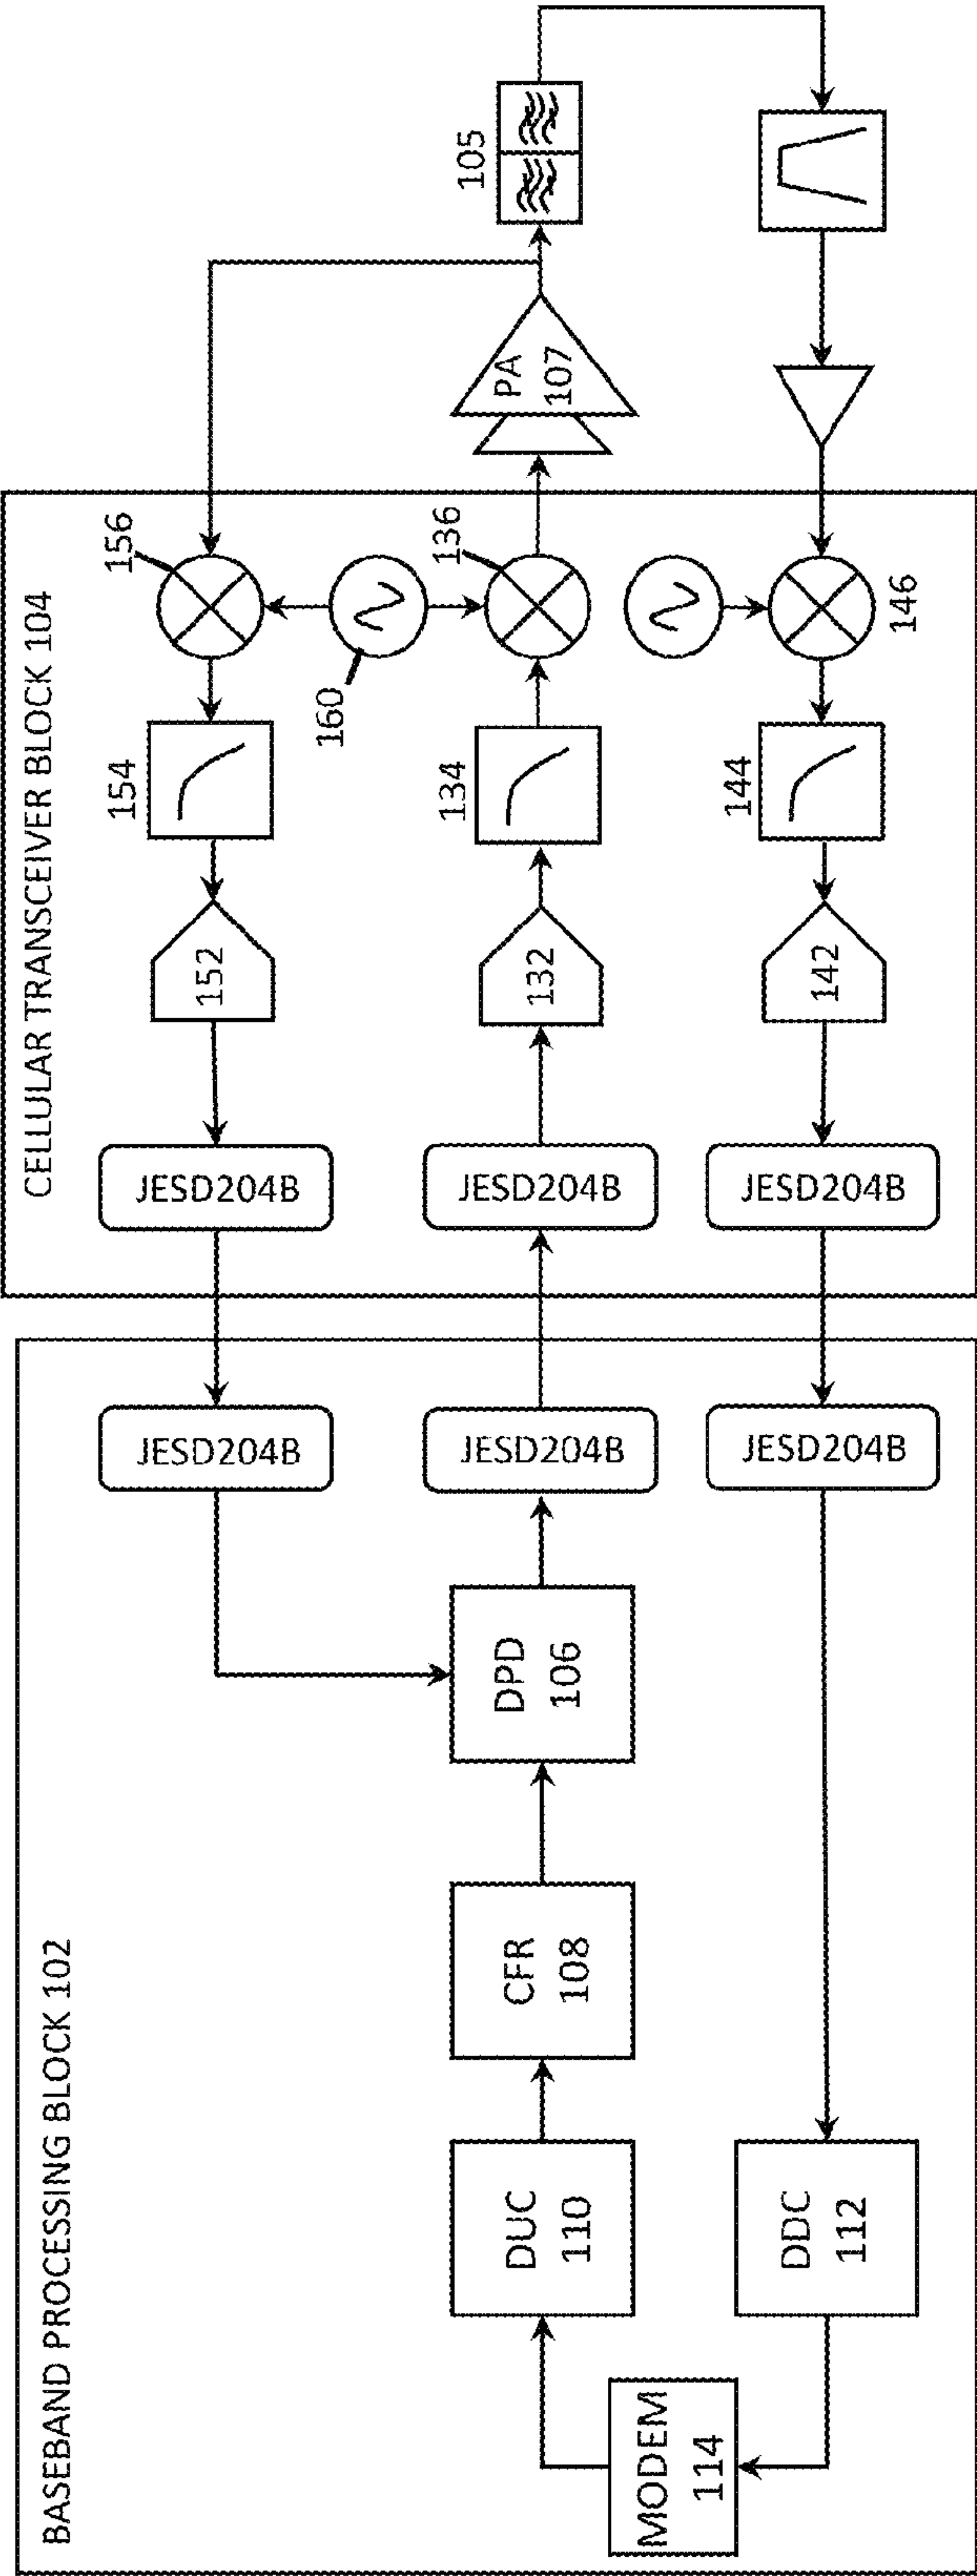 BASEBAND PROCESSING BLOCK 102
CELLULAR TRANSCEIVER BLOCK 104
JESD204B
JESD204B
152
154
156
160
MODEM
114
DUC
110
CFR
108
DPD
106
JESD204B
JESD204B
132
134
136
PA
107
105
DDC
112
JESD204B
JESD204B
142
144
146